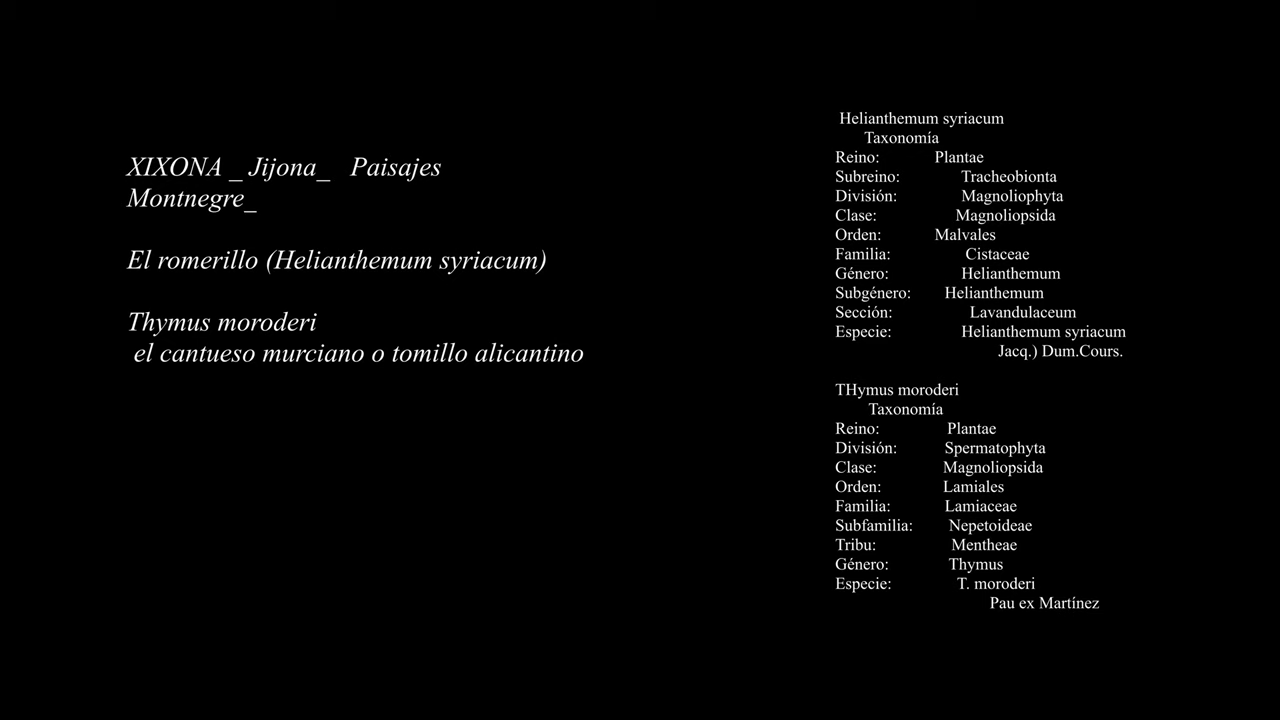 XIXONA _ Jijona_ Paisajes
Montnegre_
El romerillo (Helianthemum syriacum)
Thymus moroderi
el cantueso murciano o tomillo alicantino
Helianthemum syriacum
Taxonomía
Reino: Plantae
Subreino: Tracheobionta
División: Magnoliophyta
Clase: Magnoliopsida
Orden: Malvales
Familia: Cistaceae
Género: Helianthemum
Subgénero: Helianthemum
Sección: Lavandulaceum
Especie: Helianthemum syriacum
Jacq.) Dum.Cours.
THymus moroderi
Taxonomía
Reino: Plantae
División: Spermatophyta
Clase: Magnoliopsida
Orden: Lamiales
Familia: Lamiaceae
Subfamilia: Nepetoideae
Tribu: Mentheae
Género: Thymus
Especie: T. moroderi
Pau ex Martínez